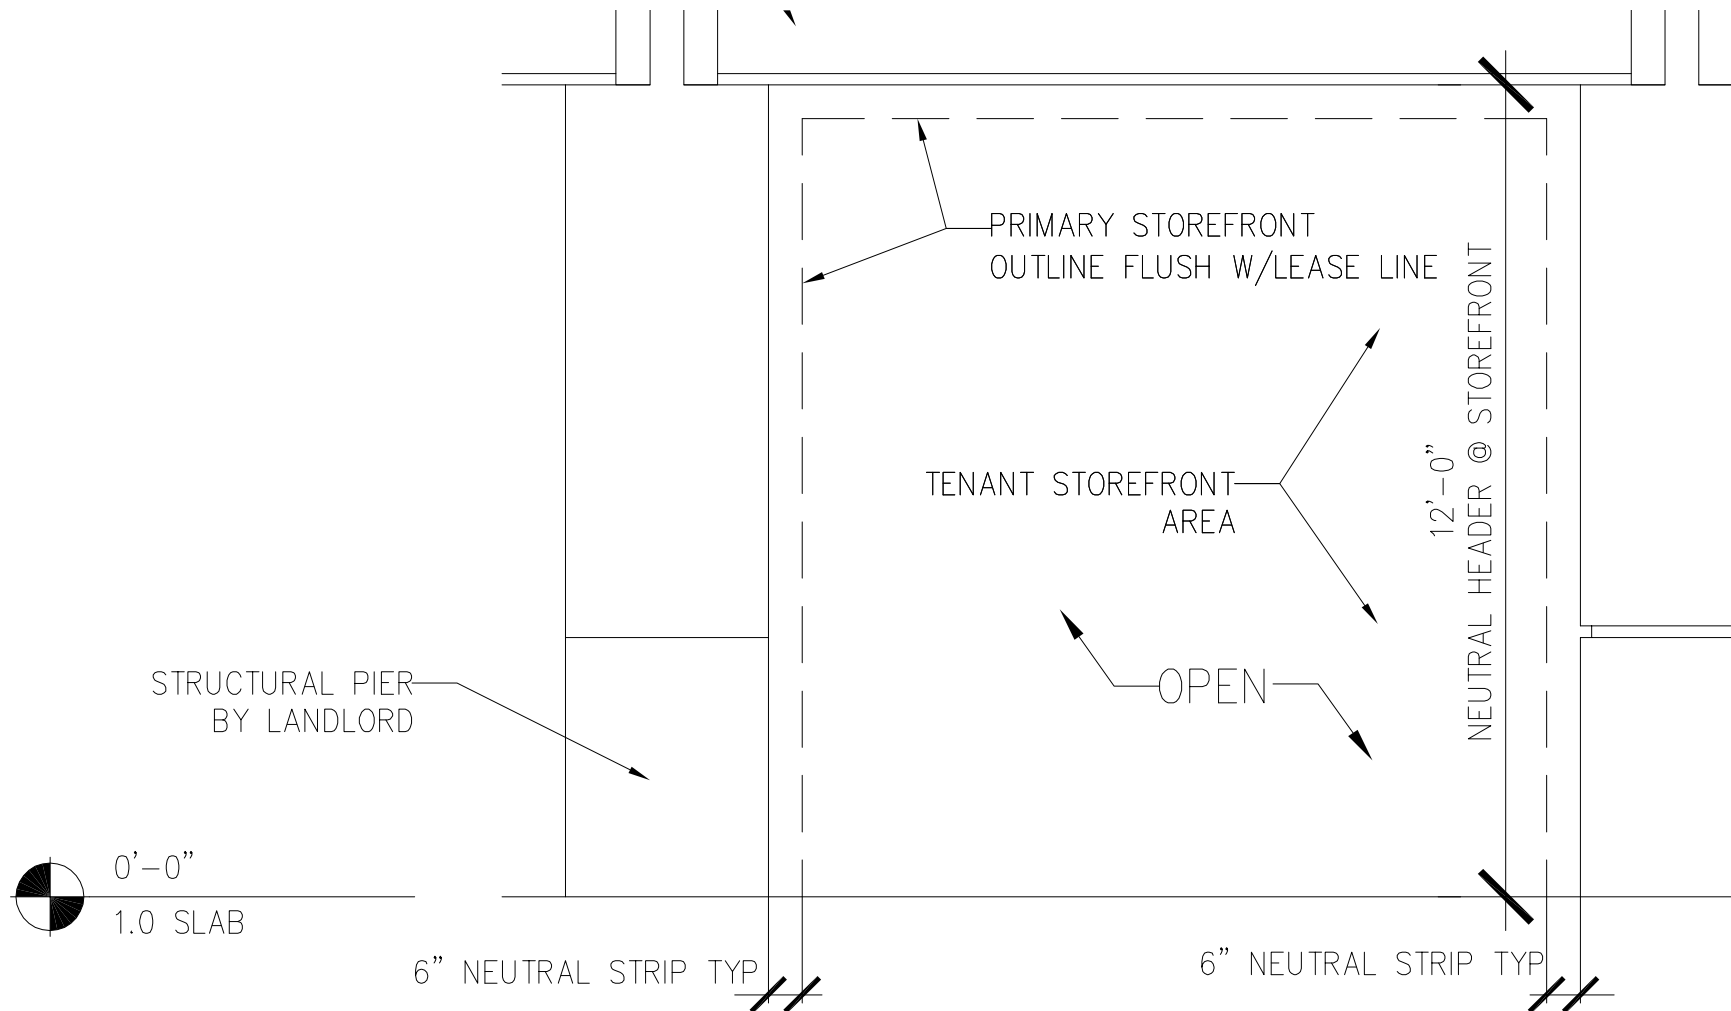 PRIMARY STOREFRONT
OUTLINE FLUSH W/LEASE LINE
TENANT STOREFRONT
AREA
12'-0"
NEUTRAL HEADER @ STOREFRONT
OPEN
STRUCTURAL PIER
BY LANDLORD
0'-0"
1.0 SLAB
6" NEUTRAL STRIP TYP
6" NEUTRAL STRIP TYP